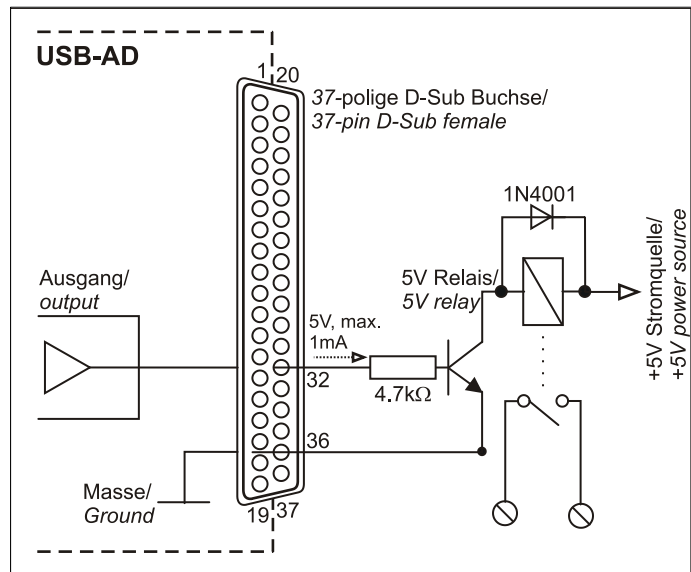 USB-AD
1 20
37-polige D-Sub Buchse/
37-pin D-Sub female
1N4001
Ausgang/
output
5V Relais/
5V relay
+5V Stromquelle/
+5V power source
5V, max.
1mA
32
4.7kΩ
36
Masse/
Ground
19 37